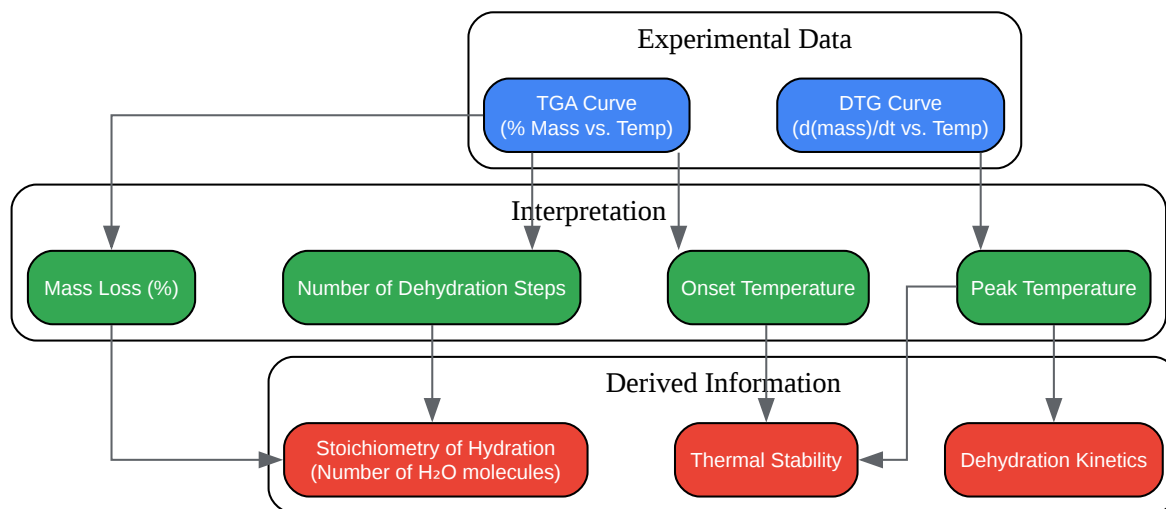 Experimental Data
TGA Curve
(% Mass vs. Temp)
DTG Curve
(d(mass)/dt vs. Temp)
Interpretation
Mass Loss (%)
Number of Dehydration Steps
Onset Temperature
Peak Temperature
Derived Information
Stoichiometry of Hydration
(Number of H₂O molecules)
Thermal Stability
Dehydration Kinetics